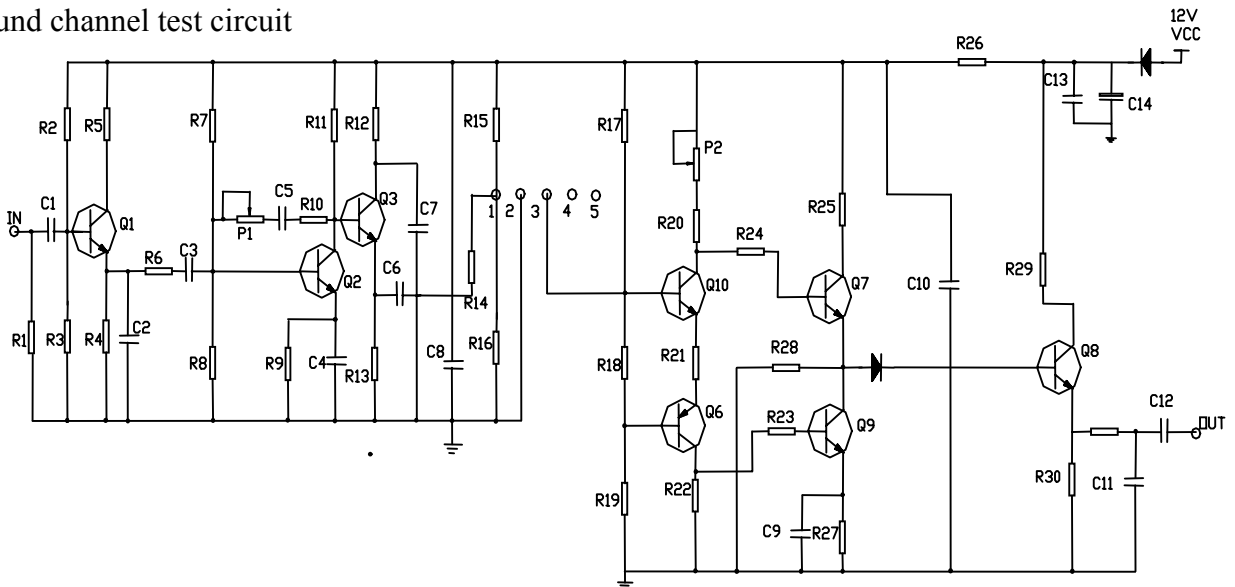 und channel test circuit
12V
VCC
R26
C13
C14
R2
R5
R7
R11
R12
R15
R17
P2
C1
IN
Q1
C5
R10
P1
Q3
C7
1
2
3
4
5
R20
R25
R24
R6
C3
Q2
C6
R14
Q10
Q7
C10
R29
R1
R3
R4
C2
R8
R9
C4
R13
C8
R16
R18
R21
R28
Q8
Q6
R23
Q9
C12
OUT
R19
R22
C9
R27
R30
C11